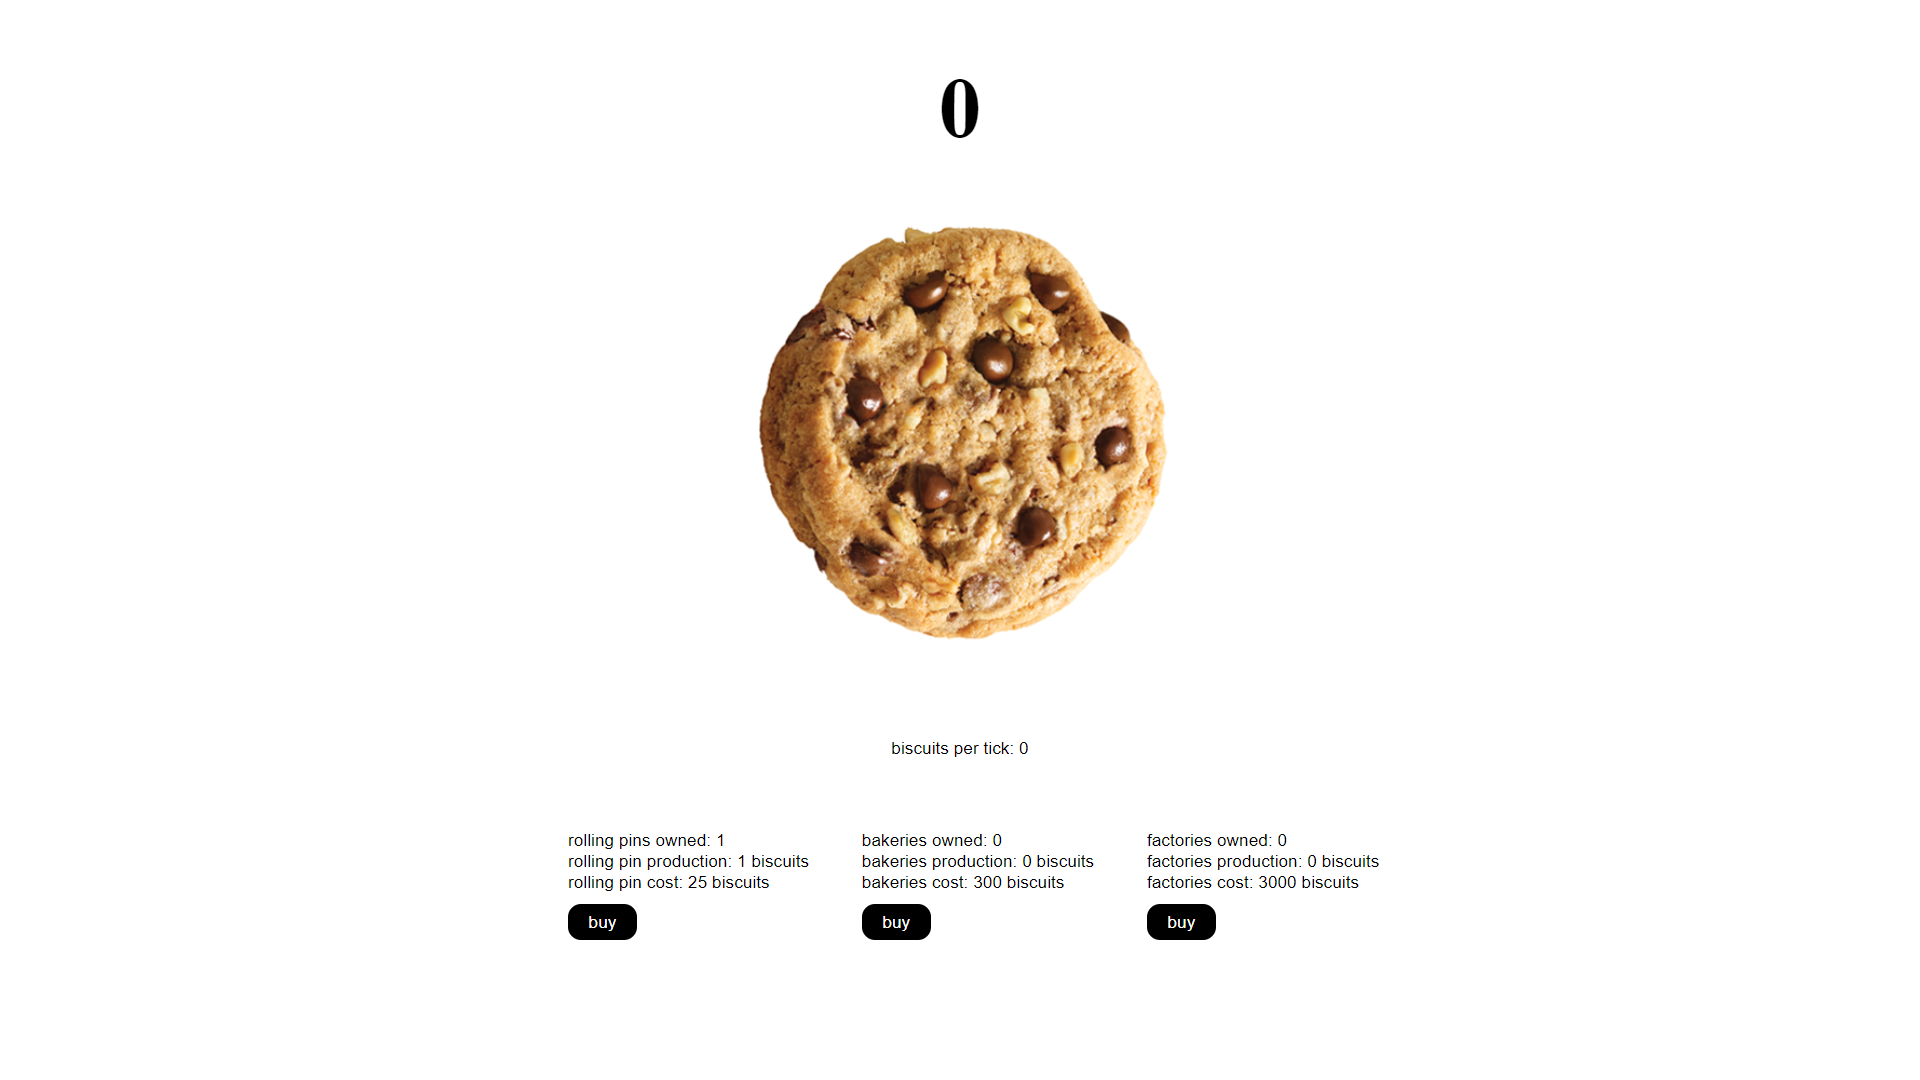 0
biscuits per tick: 0
rolling pins owned: 1
rolling pin production: 1 biscuits
rolling pin cost: 25 biscuits
buy
bakeries owned: 0
bakeries production: 0 biscuits
bakeries cost: 300 biscuits
buy
factories owned: 0
factories production: 0 biscuits
factories cost: 3000 biscuits
buy